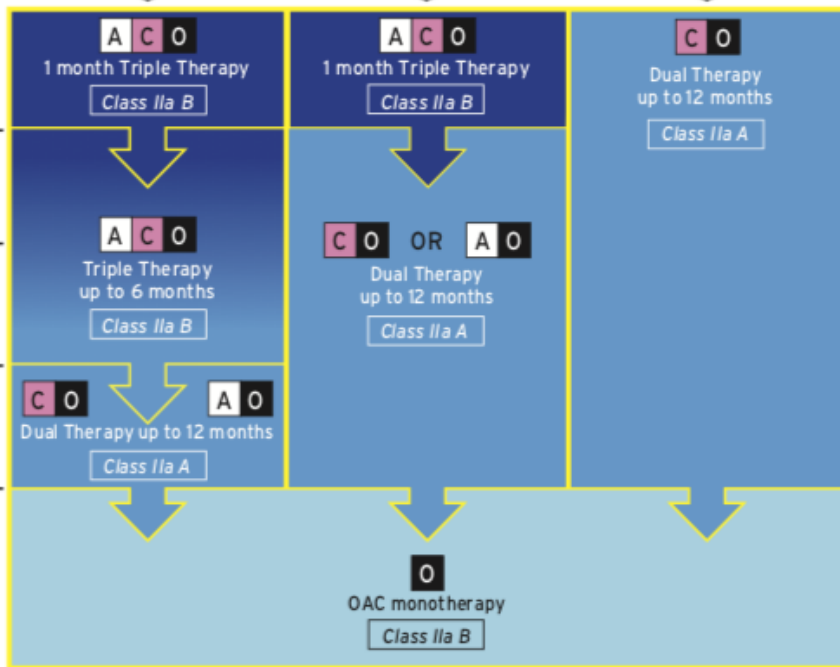 A C O
1 month Triple Therapy
Class IIa B
A C O
Triple Therapy
up to 6 months
Class IIa B
C O A O
Dual Therapy up to 12 months
Class IIa A
A C O
1 month Triple Therapy
Class IIa B
C O OR A O
Dual Therapy
up to 12 months
Class IIa A
C O
Dual Therapy
up to 12 months
Class IIa A
O
OAC monotherapy
Class IIa B